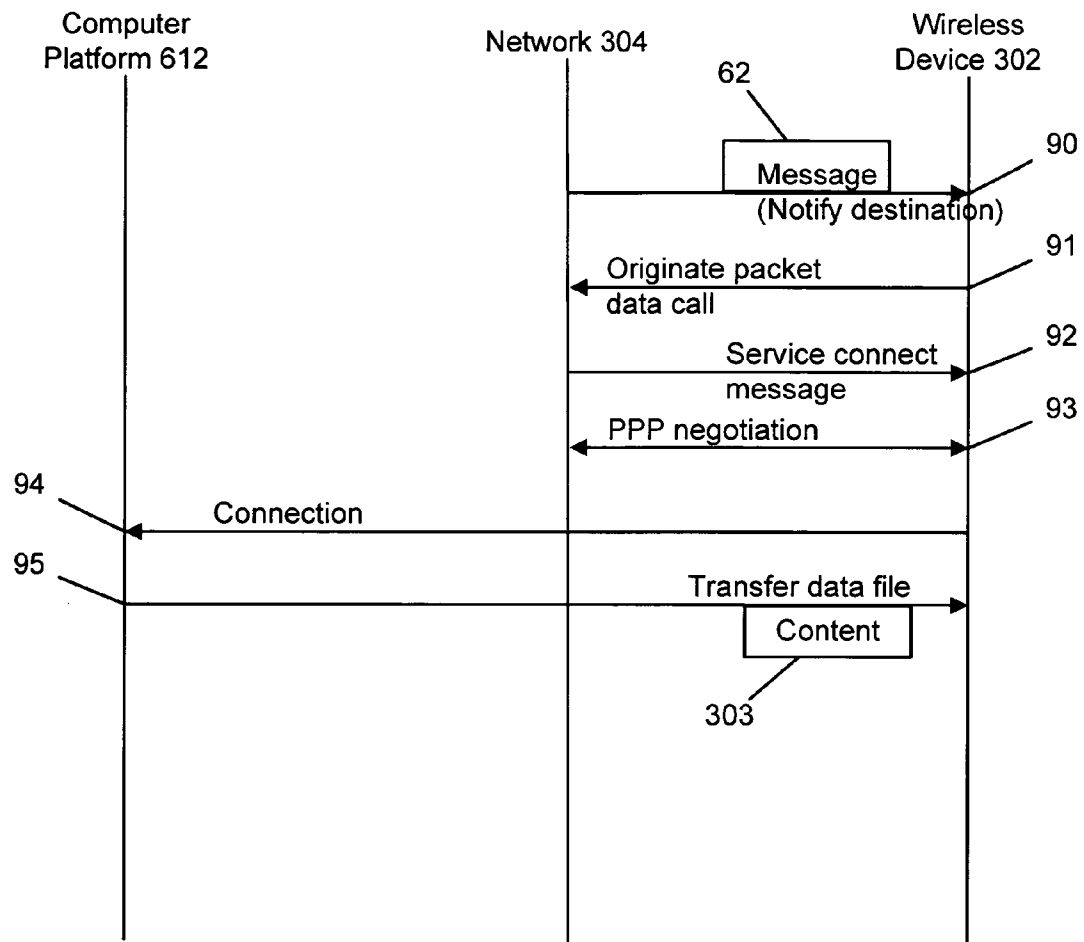 Computer
Platform 612
Network 304
Wireless
Device 302
62
90
Message
(Notify destination)
91
Originate packet
data call
92
Service connect
message
93
PPP negotiation
94
Connection
95
Transfer data file
Content
303